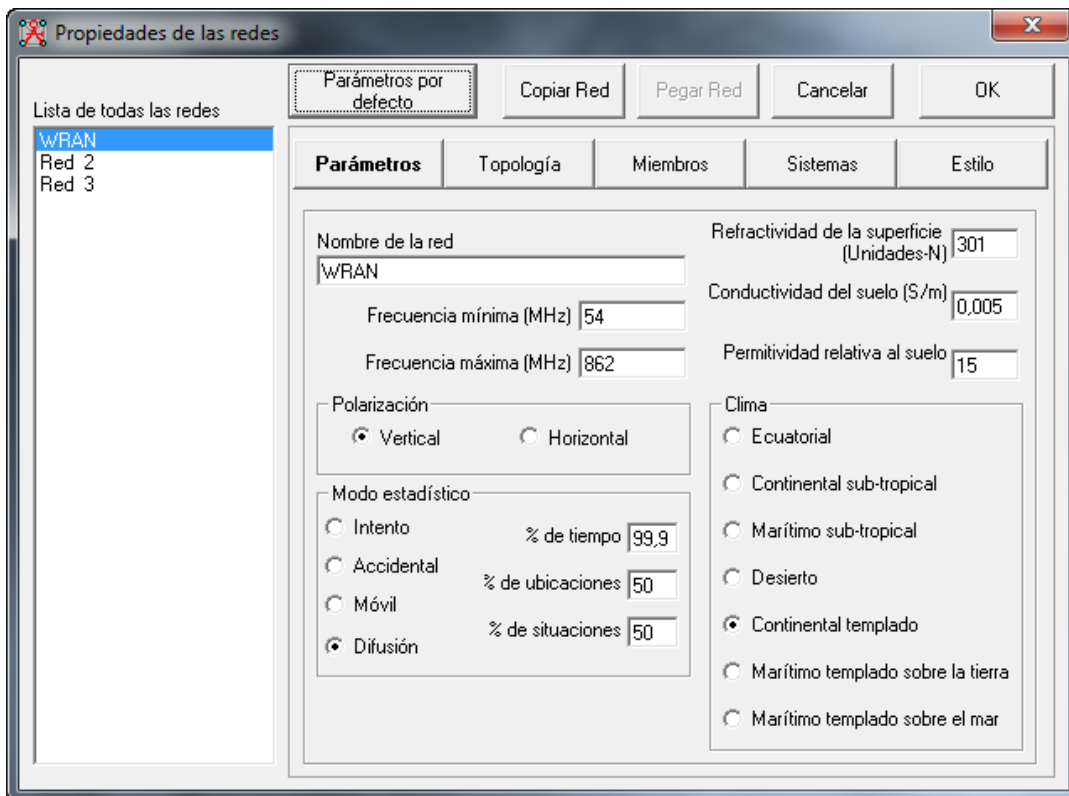 Propiedades de las redes
Lista de todas las redes
WRAN
Red 2
Red 3
Parámetros por
defecto
Copiar Red
Pegar Red
Cancelar
OK
Parámetros
Topología
Miembros
Sistemas
Estilo
Nombre de la red
WRAN
Frecuencia mínima (MHz) 54
Frecuencia máxima (MHz) 862
Refractividad de la superficie
(Unidades-N) 301
Conductividad del suelo (S/m) 0,005
Permitividad relativa al suelo 15
Polarización
Vertical
Horizontal
Modo estadístico
Intento
Accidental
Móvil
Difusión
% de tiempo 99,9
% de ubicaciones 50
% de situaciones 50
Clima
Ecuatorial
Continental sub-tropical
Marítimo sub-tropical
Desierto
Continental templado
Marítimo templado sobre la tierra
Marítimo templado sobre el mar